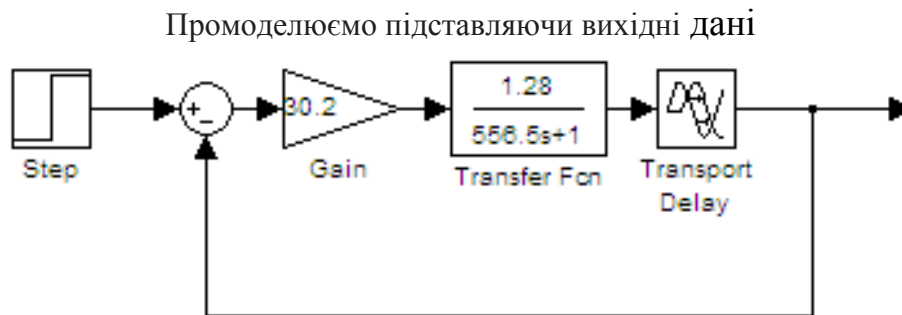 Промоделюємо підставляючи вихідні дані
Step
30.2
Gain
1.28
556.5s+1
Transfer Fcn
Transport
Delay